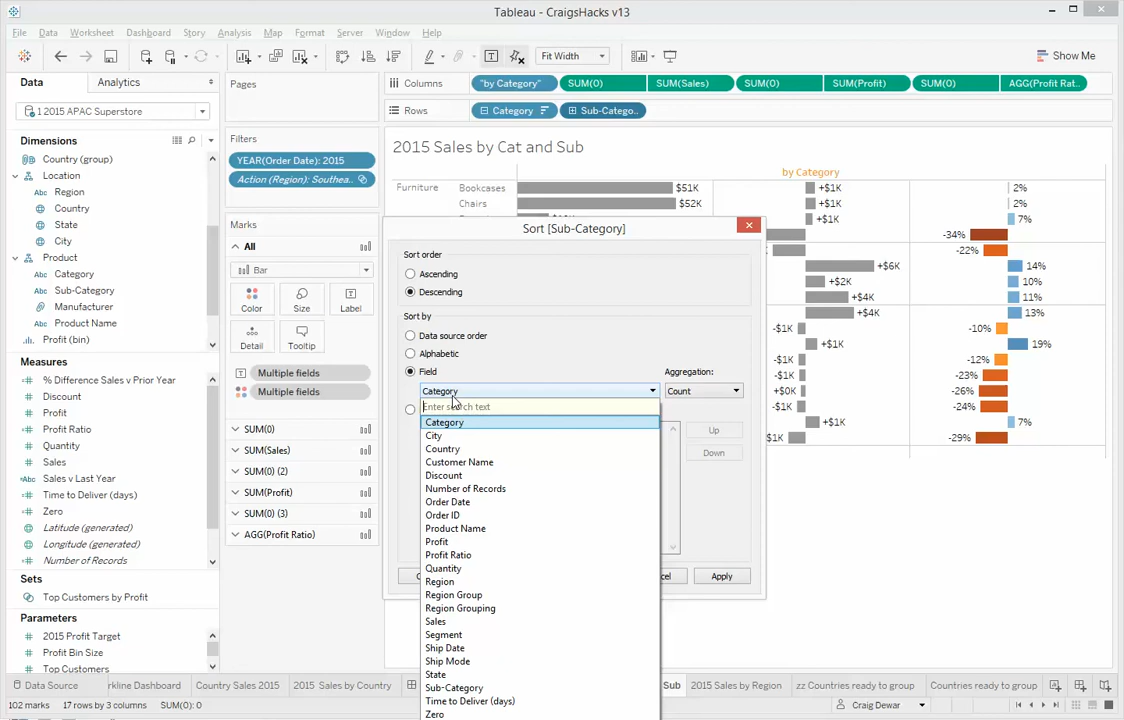 Tableau - CraigsHacks v13
File Data Worksheet Dashboard Story Analysis Map Format Server Window Help
Fit Width
Show Me
Data Analytics
1 2015 APAC Superstore
Dimensions
Country (group)
Location
Abc Region
Country
State
City
Product
Abc Category
Abc Sub-Category
Manufacturer
Abc Product Name
Profit (bin)
Measures
% Difference Sales v Prior Year
Discount
Profit
Profit Ratio
Quantity
Sales
Sales v Last Year
Time to Deliver (days)
Zero
Latitude (generated)
Longitude (generated)
Number of Records
Sets
Top Customers by Profit
Parameters
2015 Profit Target
Profit Bin Size
Top Customers
Pages
Filters
YEAR(Order Date): 2015
Action (Region): Southea..
Marks
All
Bar
Color Size Label
Detail Tooltip
Multiple fields
Multiple fields
SUM(0)
SUM(Sales)
SUM(0) (2)
SUM(Profit)
SUM(0) (3)
AGG(Profit Ratio)
Columns "by Category" SUM(0) SUM(Sales) SUM(0) SUM(Profit) SUM(0) AGG(Profit Rat..
Rows Category Sub-Catego..
2015 Sales by Cat and Sub
by Category
Furniture Bookcases $51K +$1K 2%
Chairs $52K +$1K 2%
+$1K 7%
-34%
-22%
+$6K 14%
+$2K 10%
+$4K 11%
+$4K 13%
-$1K -10%
+$1K 19%
-$1K -12%
-$1K -23%
+$0K -26%
-$1K -24%
+$1K 7%
$1K -29%
Sort [Sub-Category]
Sort order
Ascending
Descending
Sort by
Data source order
Alphabetic
Field
Aggregation:
Category
Count
Enter search text
Category
City
Country
Customer Name
Discount
Number of Records
Order Date
Order ID
Product Name
Profit
Profit Ratio
Quantity
Region
Region Group
Region Grouping
Sales
Segment
Ship Date
Ship Mode
State
Sub-Category
Time to Deliver (days)
Zero
Up
Down
cel Apply
Data Source rkline Dashboard Country Sales 2015 2015 Sales by Country Sub 2015 Sales by Region zz Countries ready to group Countries ready to group
102 marks 17 rows by 3 columns SUM(0): 0 Craig Dewar